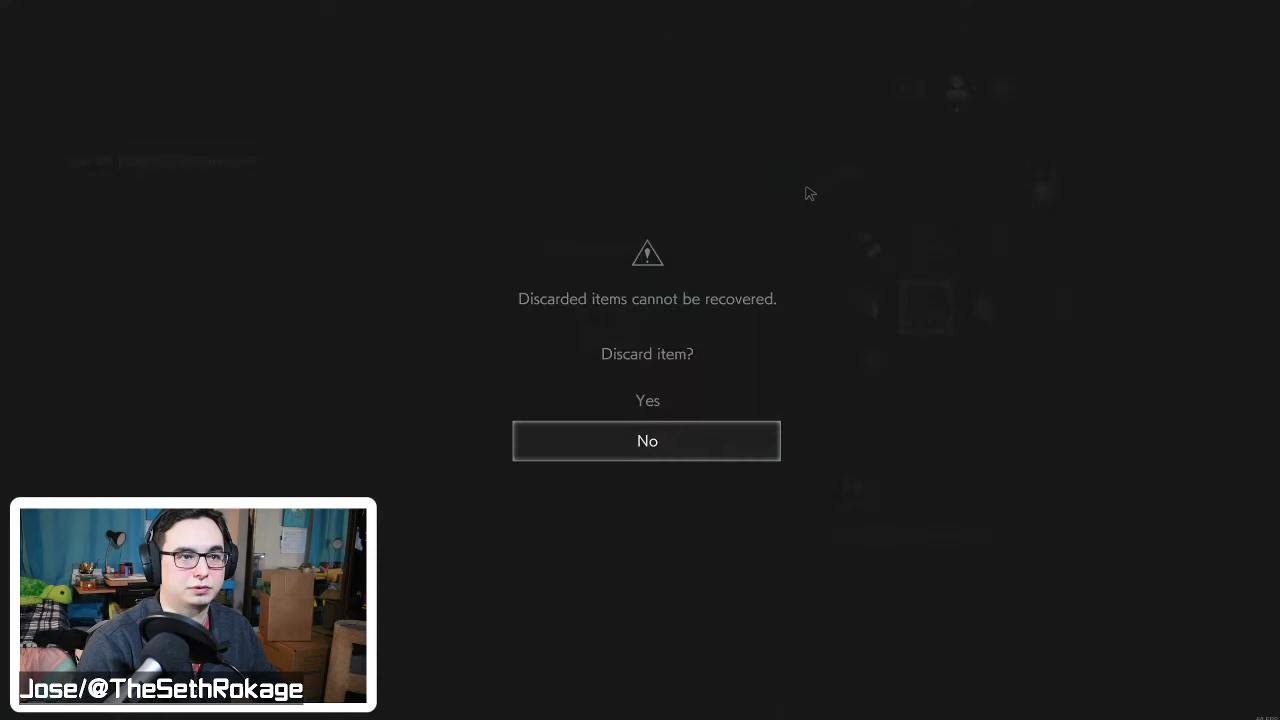 Discarded items cannot be recovered.
Discard item?
Yes
No
Jose/@TheSethRokage